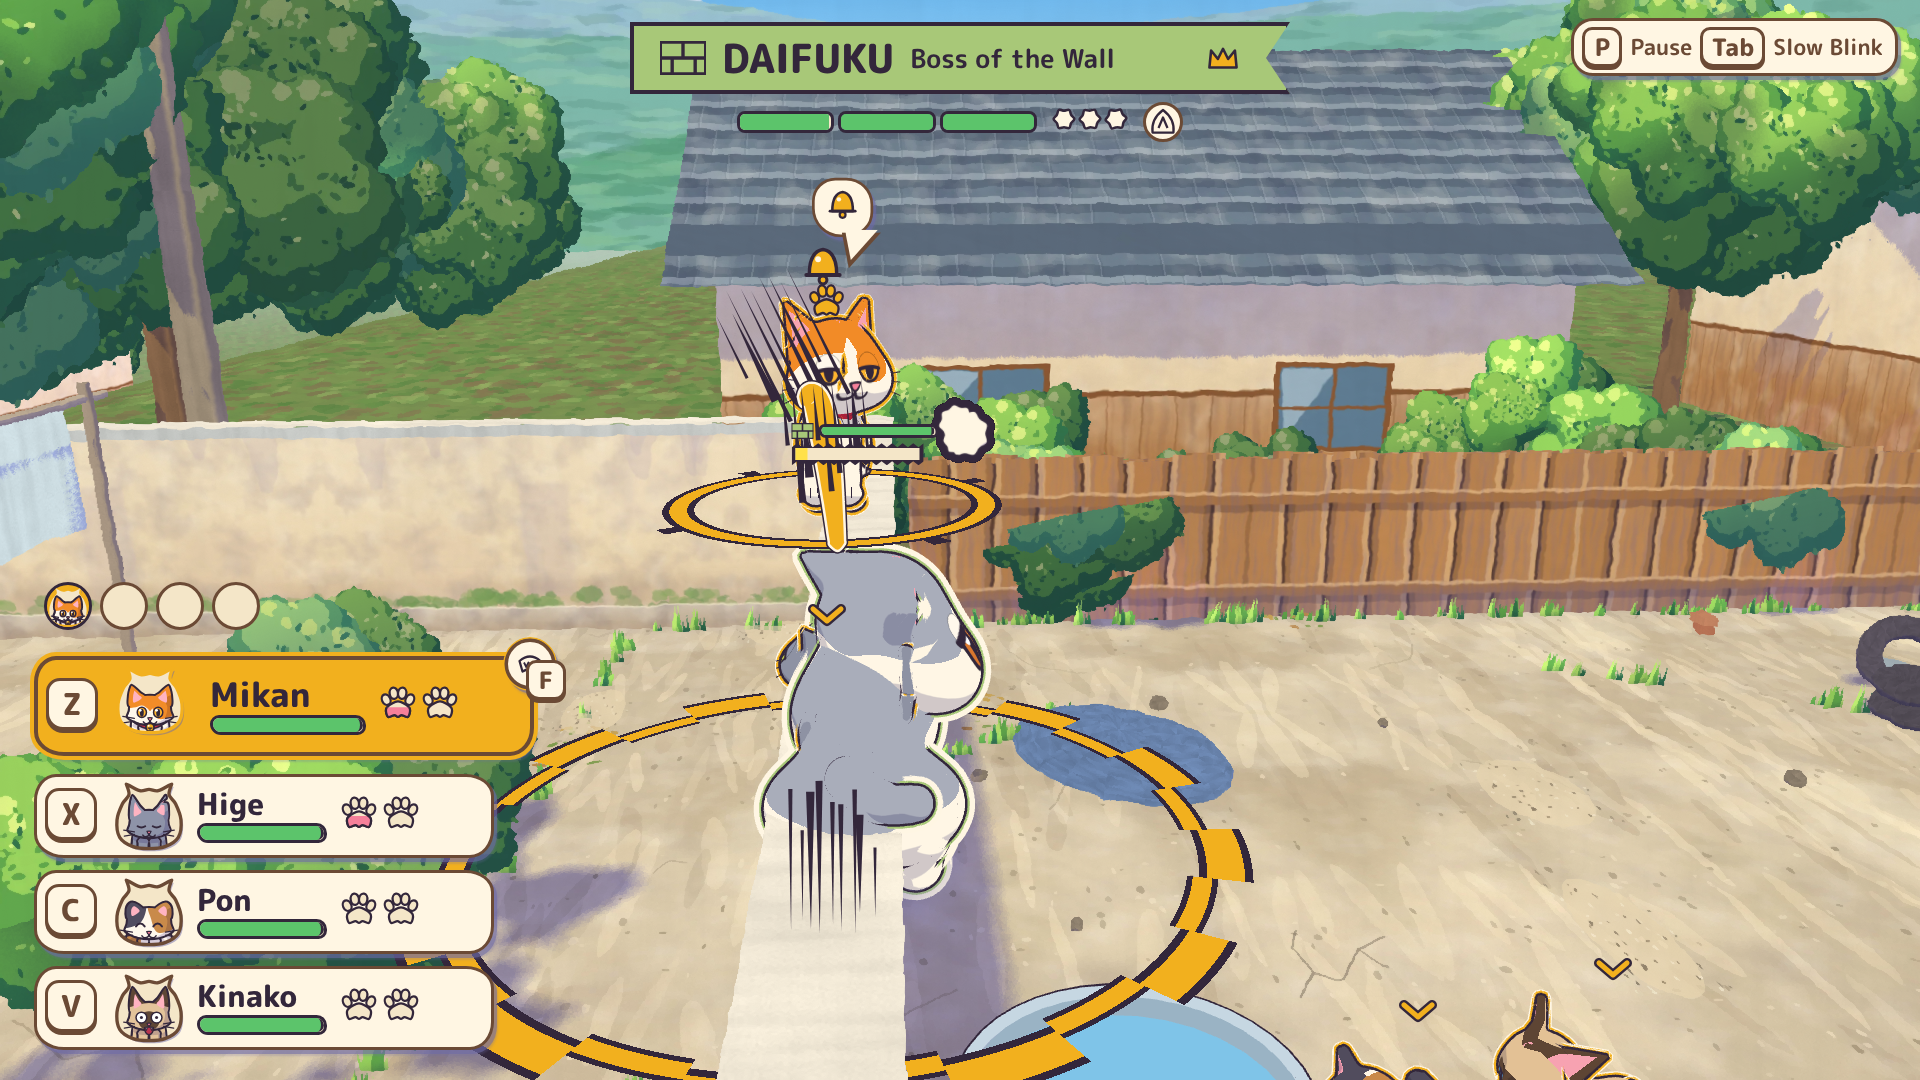 DAIFUKU Boss of the Wall
P Pause Tab Slow Blink
Z Mikan F
X Hige
C Pon
V Kinako